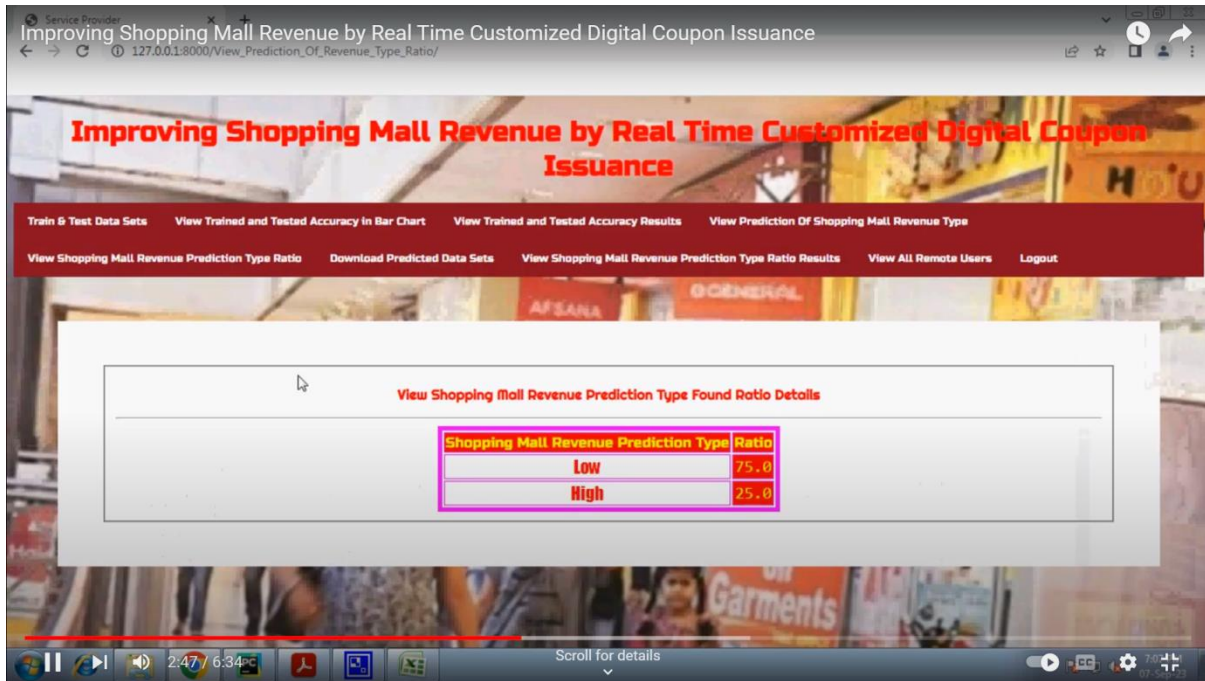 Service Provider
Improving Shopping Mall Revenue by Real Time Customized Digital Coupon Issuance
127.0.0.1:8000/View_Prediction_Of_Revenue_Type_Ratio/
Improving Shopping Mall Revenue by Real Time Customized Digital Coupon
Issuance
Train & Test Data Sets View Trained and Tested Accuracy in Bar Chart View Trained and Tested Accuracy Results View Prediction Of Shopping Mall Revenue Type
View Shopping Mall Revenue Prediction Type Ratio Download Predicted Data Sets View Shopping Mall Revenue Prediction Type Ratio Results View All Remote Users Logout
AFSANA
View Shopping Mall Revenue Prediction Type Found Ratio Details
Shopping Mall Revenue Prediction Type Ratio
Low 75.0
High 25.0
Garments
2:47 / 6:34
Scroll for details
CC
07-Sep-23